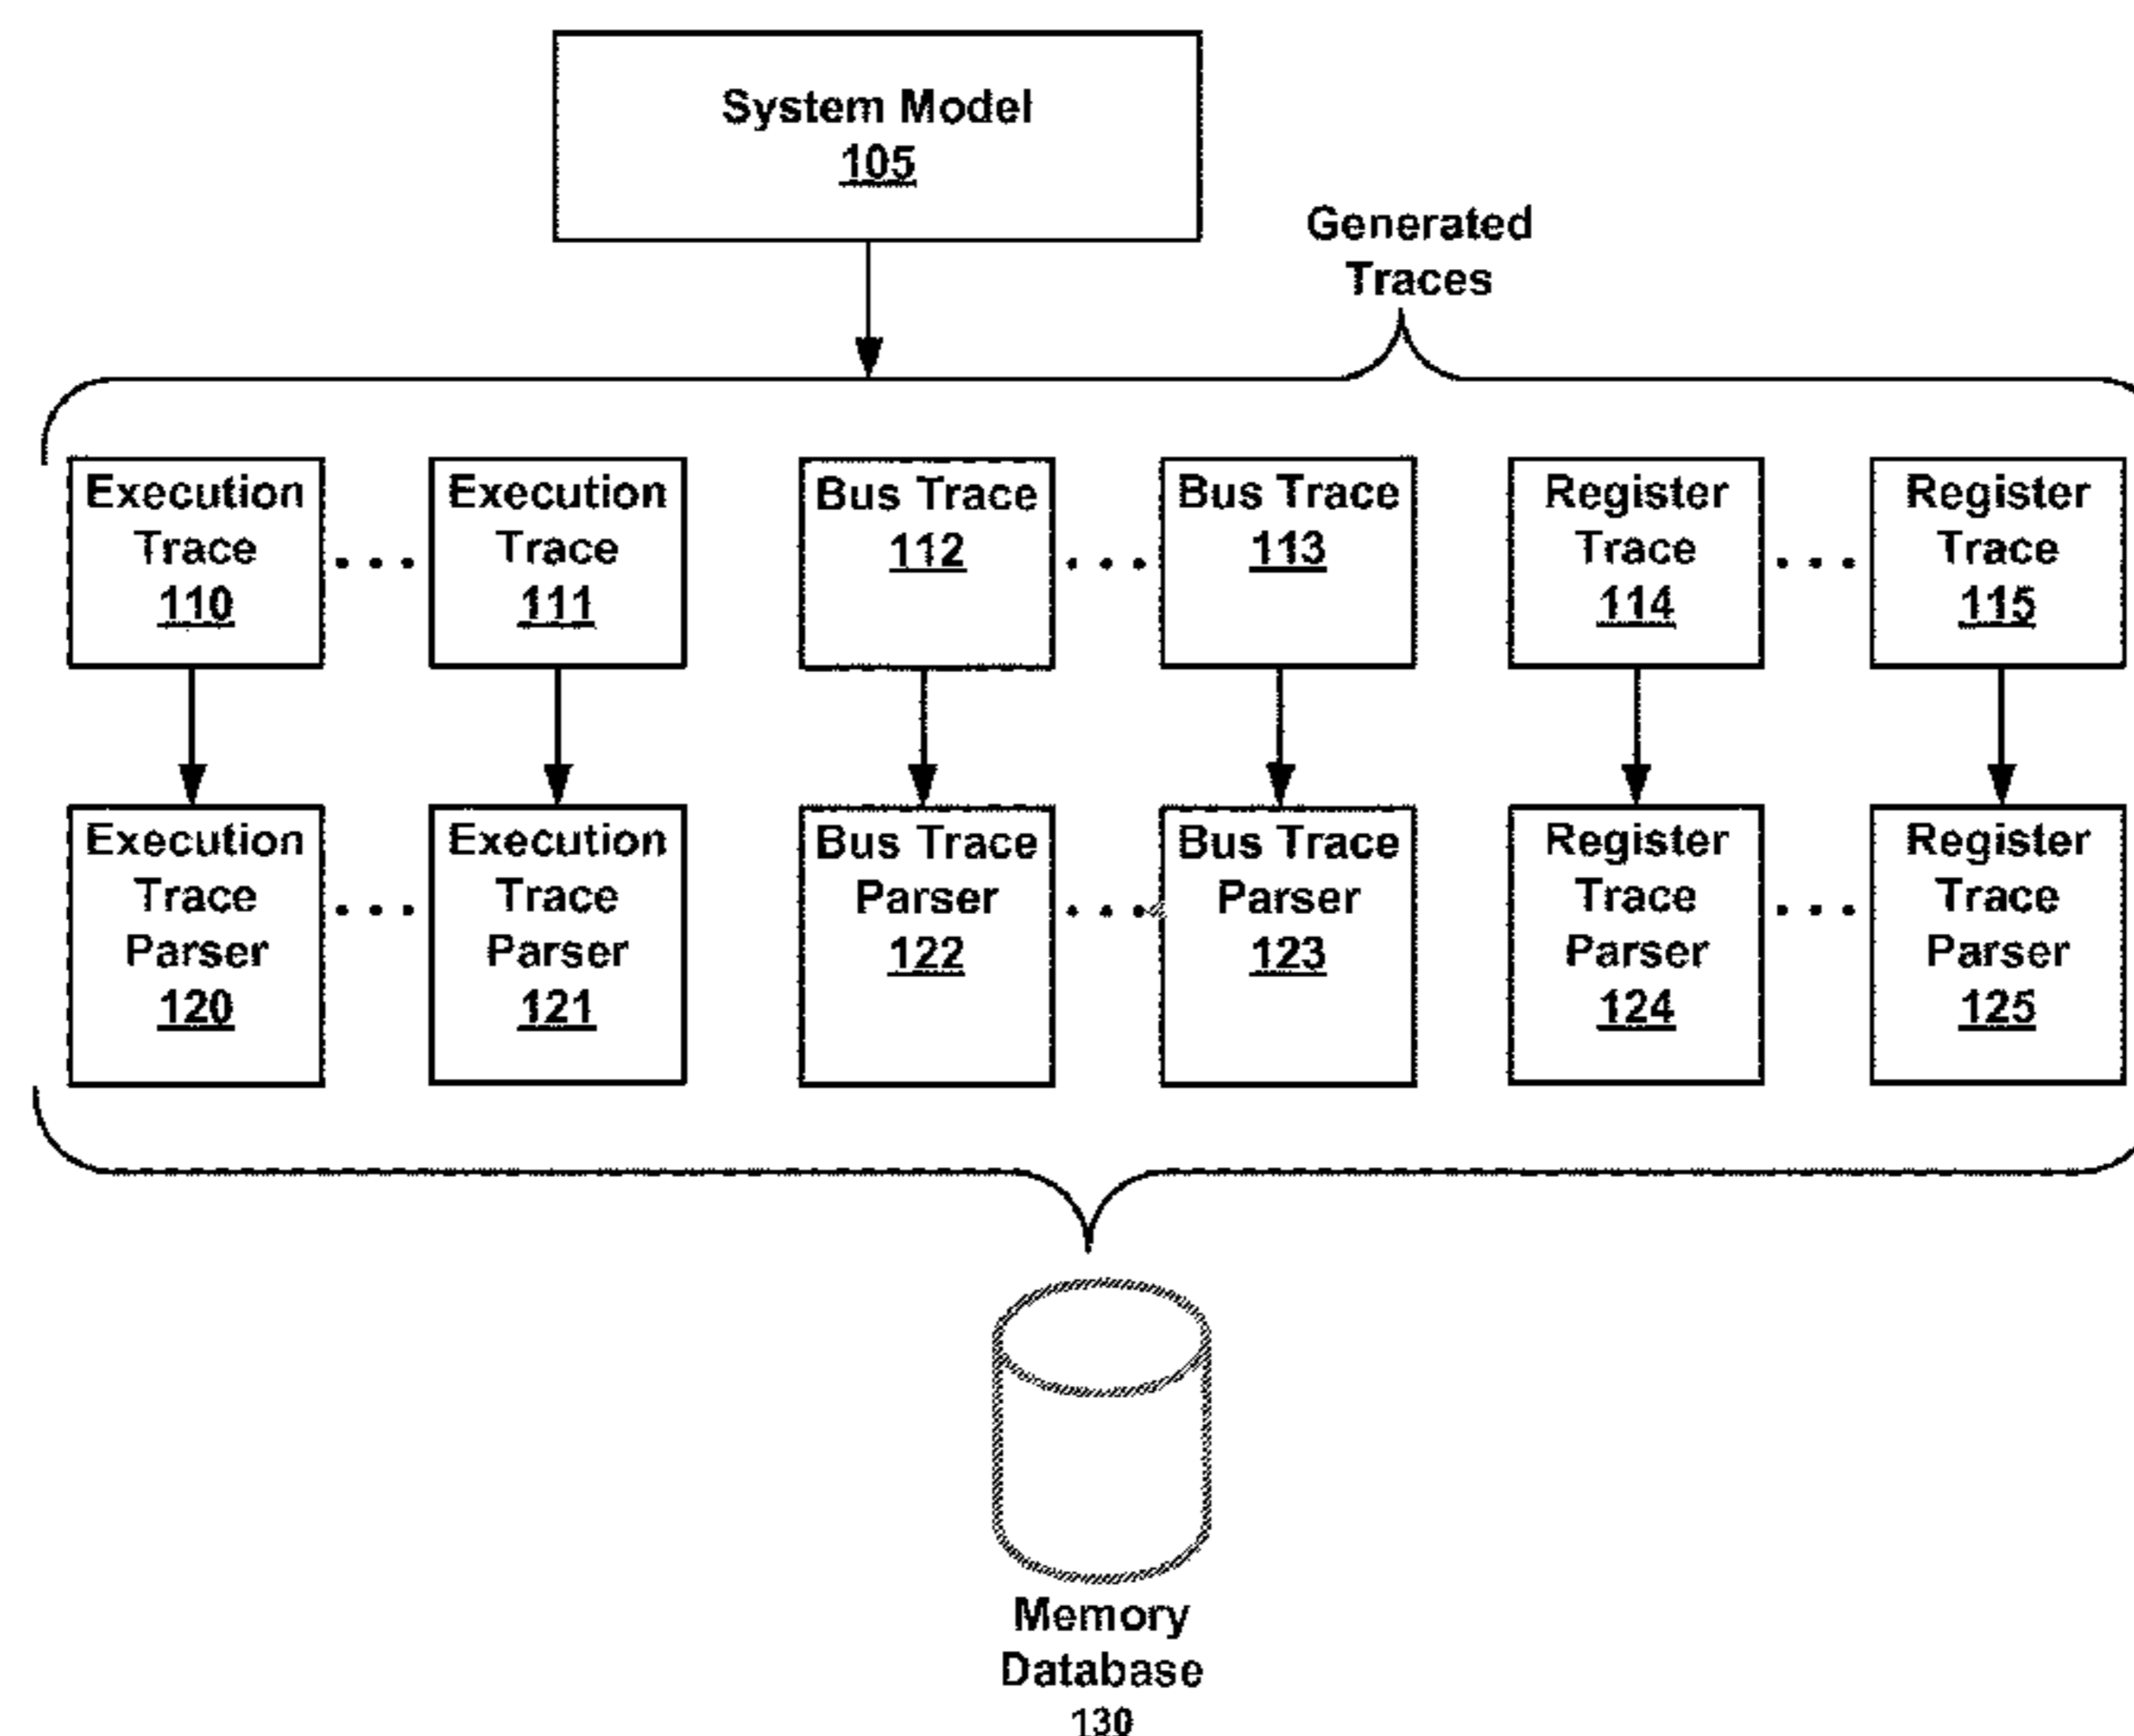 System Model
105
Generated
Traces
Execution
Trace
110
Execution
Trace
111
Bus Trace
112
Bus Trace
113
Register
Trace
114
Register
Trace
115
Execution
Trace
Parser
120
Execution
Trace
Parser
121
Bus Trace
Parser
122
Bus Trace
Parser
123
Register
Trace
Parser
124
Register
Trace
Parser
125
Memory
Database
130